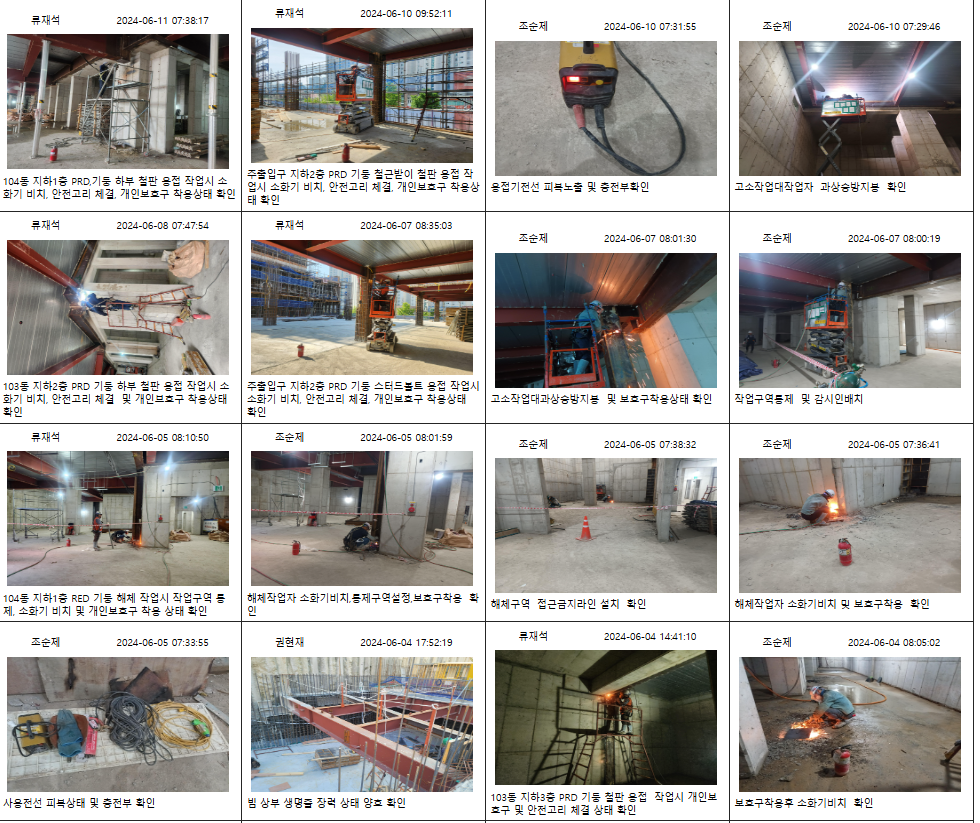 류재석 2024-06-11 07:38:17
104동 지하1층 PRD,기둥 하부 철판 용접 작업시 소
화기 비치, 안전고리 체결, 개인보호구 착용상태 확인
류재석 2024-06-10 09:52:11
주출입구 지하2층 PRD 기둥 철근받이 철판 용접 작
업시 소화기 비치, 안전고리 체결, 개인보호구 착용상
태 확인
조순제 2024-06-10 07:31:55
용접기전선 피복노출 및 충전부확인
조순제 2024-06-10 07:29:46
고소작업대작업자 과상승방지봉 확인
류재석 2024-06-08 07:47:54
103동 지하2층 PRD 기둥 하부 철판 용접 작업시 소
화기 비치, 안전고리 체결 및 개인보호구 착용상태
확인
류재석 2024-06-07 08:35:03
주출입구 지하2층 PRD 기둥 스터드볼트 용접 작업시
소화기 비치, 안전고리 체결, 개인보호구 착용상태
확인
조순제 2024-06-07 08:01:30
고소작업대과상승방지봉 및 보호구착용상태 확인
조순제 2024-06-07 08:00:19
작업구역통제 및 감시인배치
류재석 2024-06-05 08:10:50
104동 지하1층 RED 기둥 해체 작업시 작업구역 통
제, 소화기 비치 및 개인보호구 착용 상태 확인
조순제 2024-06-05 08:01:59
해체작업자 소화기비치,통제구역설정,보호구착용 확
인
조순제 2024-06-05 07:38:32
해체구역 접근금지라인 설치 확인
조순제 2024-06-05 07:36:41
해체작업자 소화기비치 및 보호구착용 확인
조순제 2024-06-05 07:33:55
사용전선 피복상태 및 충전부 확인
권현재 2024-06-04 17:52:19
빔 상부 생명줄 장력 상태 양호 확인
류재석 2024-06-04 14:41:10
103동 지하3층 PRD 기둥 철판 용접 작업시 개인보
호구 및 안전고리 체결 상태 확인
조순제 2024-06-04 08:05:02
보호구착용후 소화기비치 확인